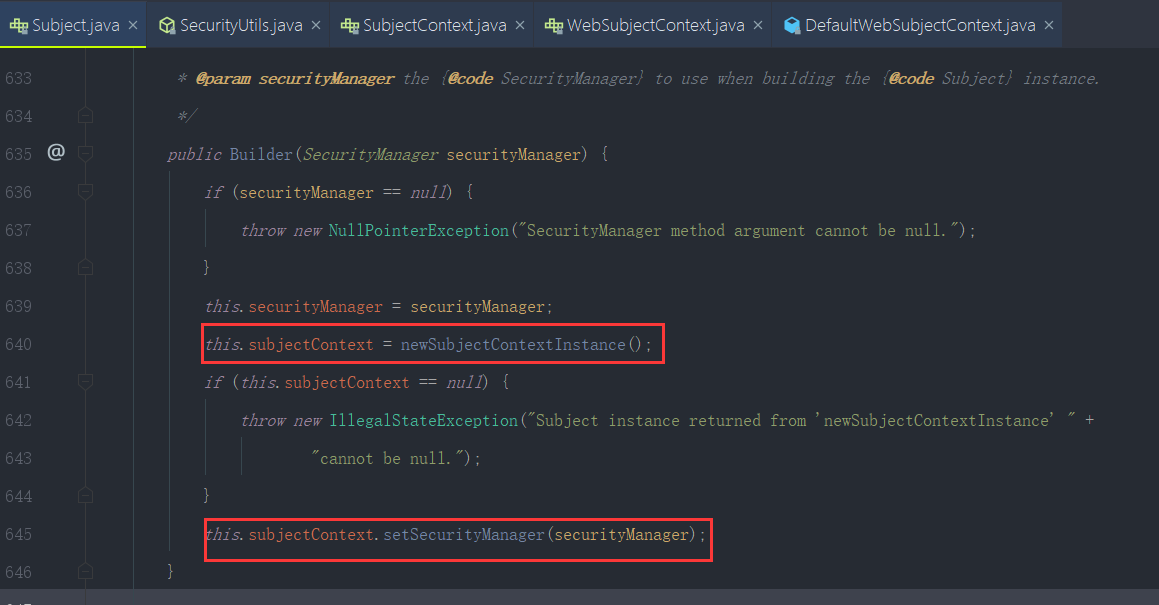 Subject.java × SecurityUtils.java × SubjectContext.java × WebSubjectContext.java × DefaultWebSubjectContext.java ×
633 * @param securityManager the {@code SecurityManager} to use when building the {@code Subject} instance.
634 */
635 @ public Builder(SecurityManager securityManager) {
636 if (securityManager == null) {
637 throw new NullPointerException("SecurityManager method argument cannot be null.");
638 }
639 this.securityManager = securityManager;
640 this.subjectContext = newSubjectContextInstance();
641 if (this.subjectContext == null) {
642 throw new IllegalStateException("Subject instance returned from 'newSubjectContextInstance' " +
643 "cannot be null.");
644 }
645 this.subjectContext.setSecurityManager(securityManager);
646 }